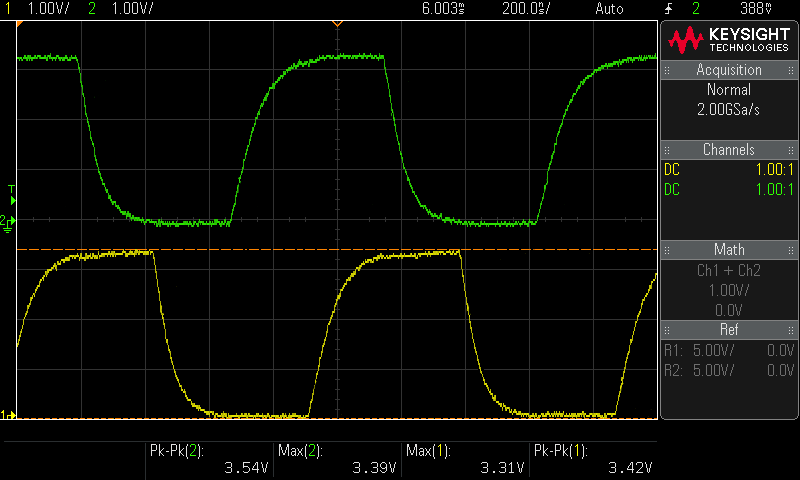 1 1.00V/ 2 1.00V/ 6.003s 200.0s/ Auto 2 388V
KEYSIGHT
TECHNOLOGIES
Acquisition
Normal
2.00GSa/s
Channels
DC 1.00:1
DC 1.00:1
T
2
Math
Ch1 + Ch2
1.00V/
0.0V
Ref
R1: 5.00V/ 0.0V
R2: 5.00V/ 0.0V
1
Pk-Pk(2): Max(2): Max(1): Pk-Pk(1):
3.54V 3.39V 3.31V 3.42V